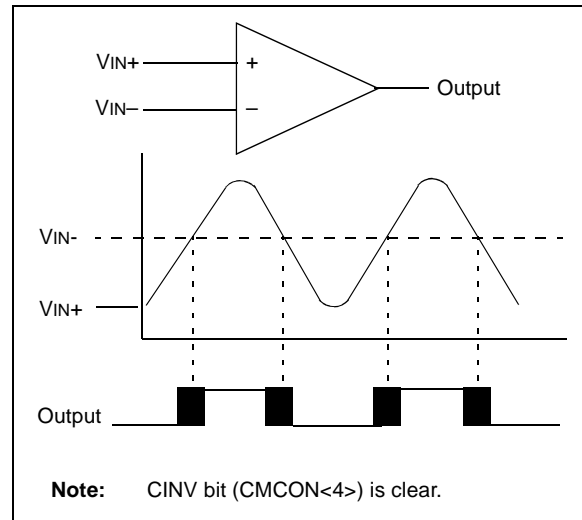 VIN+
+
VIN–
–
Output
VIN-
VIN+
Output
Note: CINV bit (CMCON<4>) is clear.